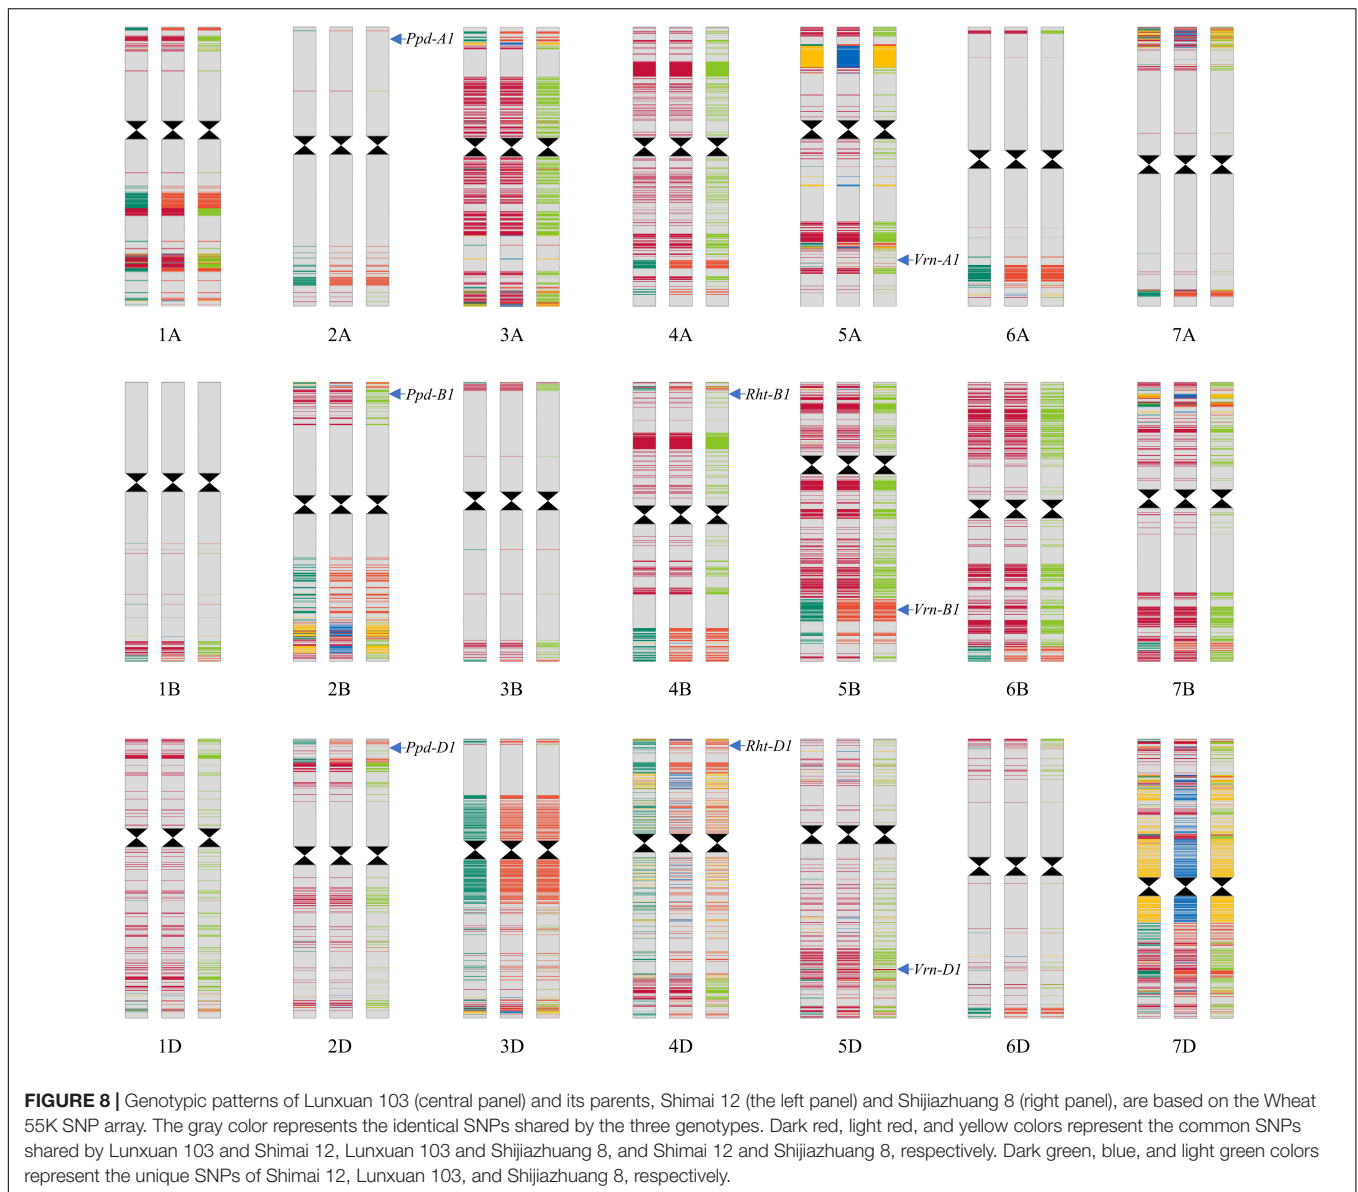 Ppd-A1
Vrn-A1
1A 2A 3A 4A 5A 6A 7A
Ppd-B1
Rht-B1
Vrn-B1
1B 2B 3B 4B 5B 6B 7B
Ppd-D1
Rht-D1
Vrn-D1
1D 2D 3D 4D 5D 6D 7D
FIGURE 8 | Genotypic patterns of Lunxuan 103 (central panel) and its parents, Shimai 12 (the left panel) and Shijiazhuang 8 (right panel), are based on the Wheat
55K SNP array. The gray color represents the identical SNPs shared by the three genotypes. Dark red, light red, and yellow colors represent the common SNPs
shared by Lunxuan 103 and Shimai 12, Lunxuan 103 and Shijiazhuang 8, and Shimai 12 and Shijiazhuang 8, respectively. Dark green, blue, and light green colors
represent the unique SNPs of Shimai 12, Lunxuan 103, and Shijiazhuang 8, respectively.